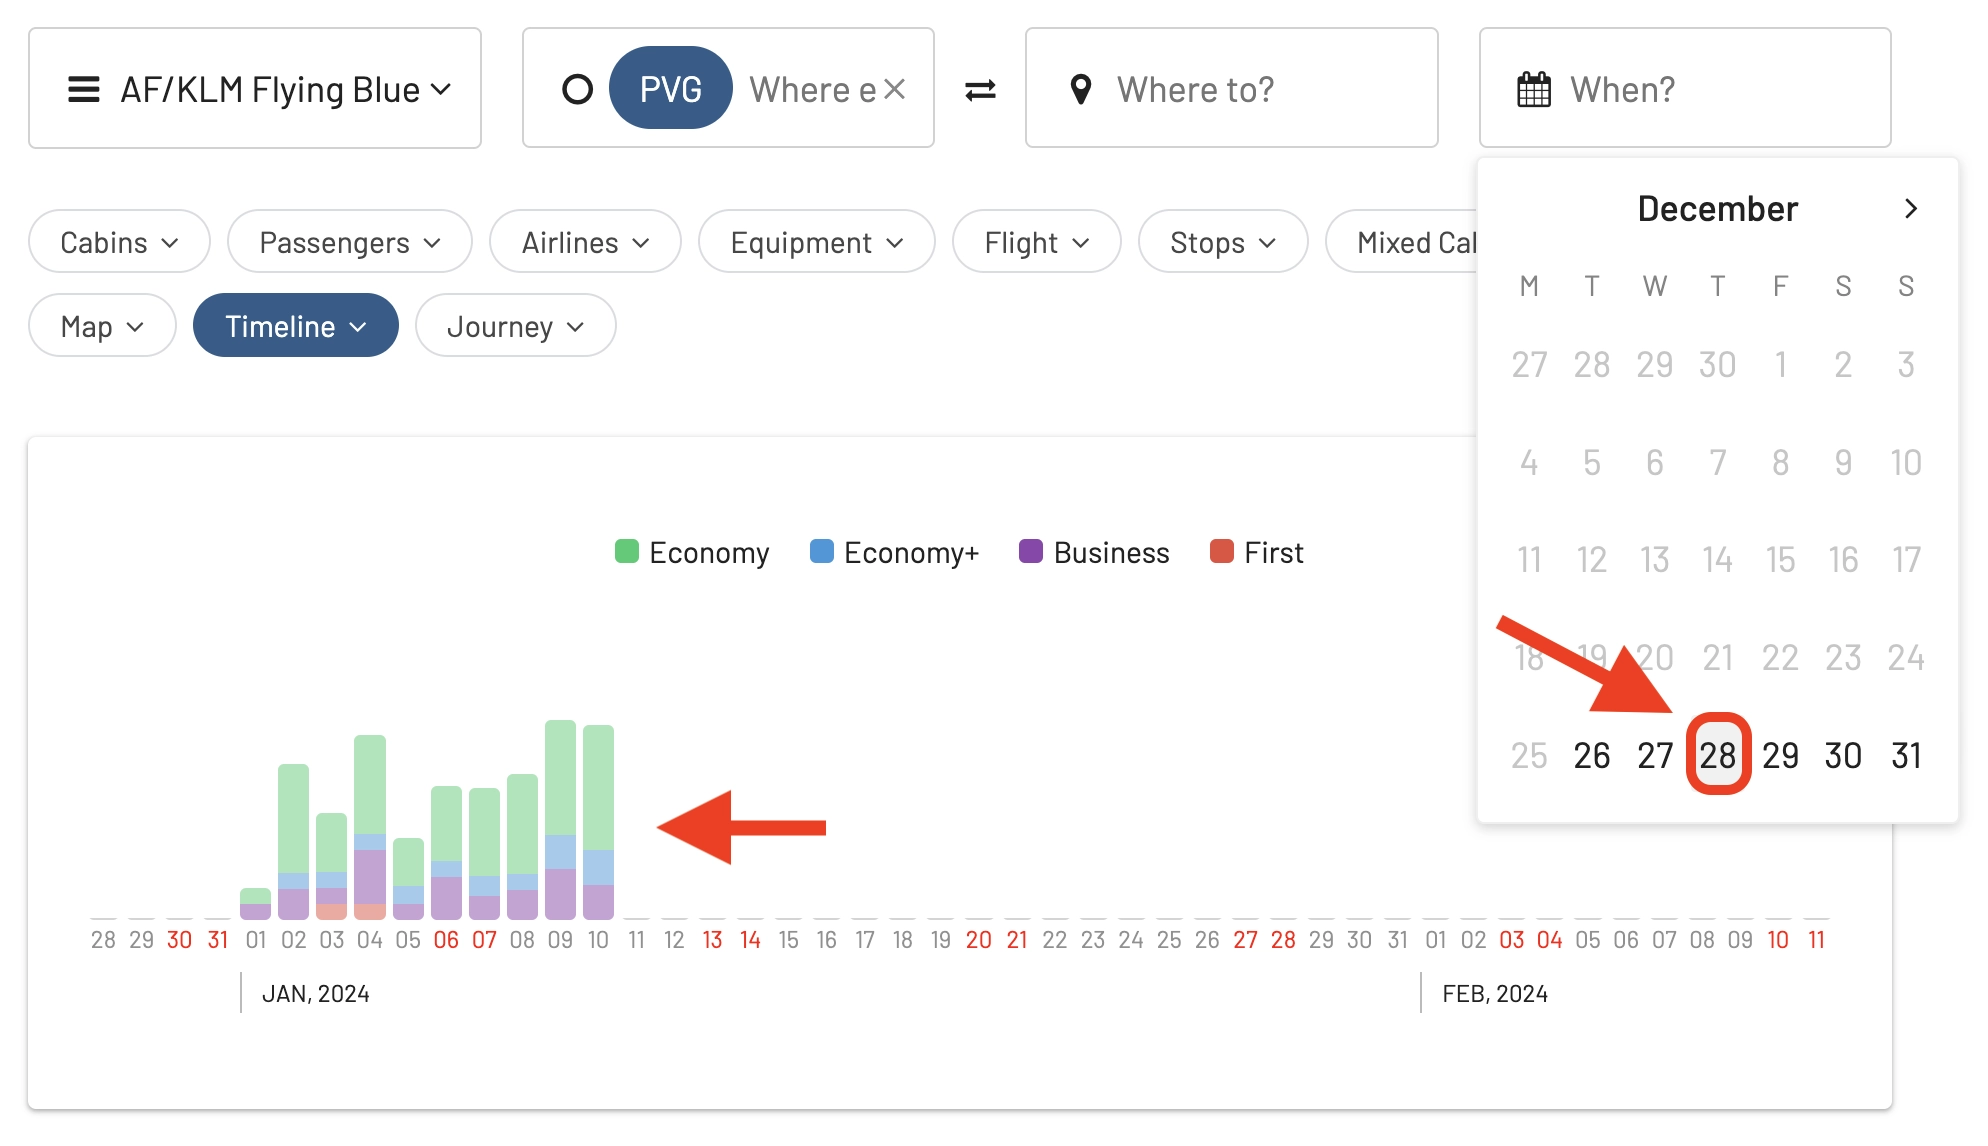 AF/KLM Flying Blue
PVG Where e
Where to?
When?
Cabins
Passengers
Airlines
Equipment
Flight
Stops
Mixed Cal
Map
Timeline
Journey
December
M T W T F S S
27 28 29 30 1 2 3
4 5 6 7 8 9 10
11 12 13 14 15 16 17
18 19 20 21 22 23 24
25 26 27 28 29 30 31
Economy Economy+ Business First
28 29 30 31 01 02 03 04 05 06 07 08 09 10 11 12 13 14 15 16 17 18 19 20 21 22 23 24 25 26 27 28 29 30 31 01 02 03 04 05 06 07 08 09 10 11
JAN, 2024 FEB, 2024